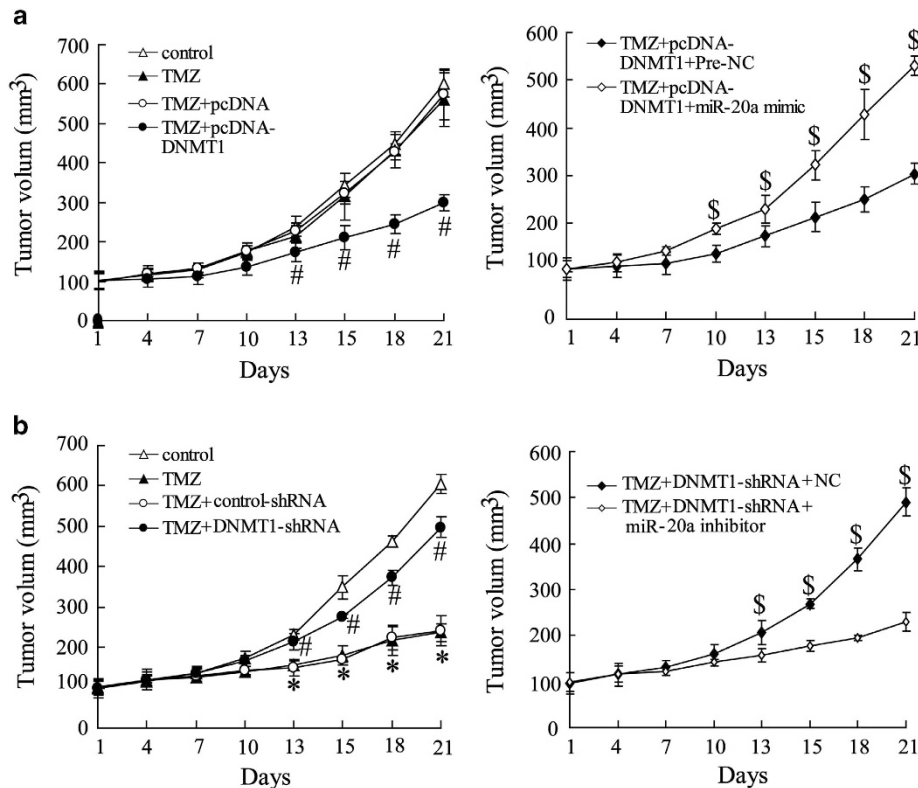 a
700
600
500
400
300
200
100
0
Tumor volum (mm³)
control
TMZ
TMZ+pcDNA
TMZ+pcDNA-
DNMT1
# # # #
1 4 7 10 13 15 18 21
Days
600
500
400
300
200
100
0
Tumor volum (mm³)
TMZ+pcDNA-
DNMT1+Pre-NC
TMZ+pcDNA-
DNMT1+miR-20a mimic
$ $ $ $ $
1 4 7 10 13 15 18 21
Days
b
700
600
500
400
300
200
100
0
Tumor volum (mm³)
control
TMZ
TMZ+control-shRNA
TMZ+DNMT1-shRNA
# # # #
* * * *
1 4 7 10 13 15 18 21
Days
600
500
400
300
200
100
0
Tumor volum (mm³)
TMZ+DNMT1-shRNA+NC
TMZ+DNMT1-shRNA+
miR-20a inhibitor
$ $ $ $
1 4 7 10 13 15 18 21
Days